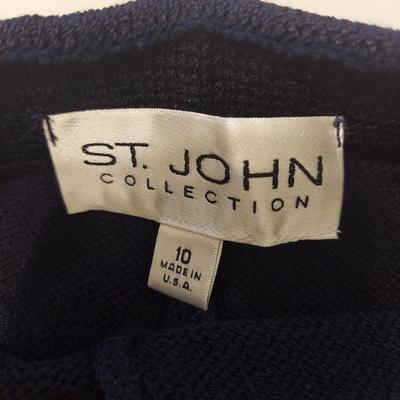 ST. JOHN
COLLECTION
10
MADE IN
U.S.A.